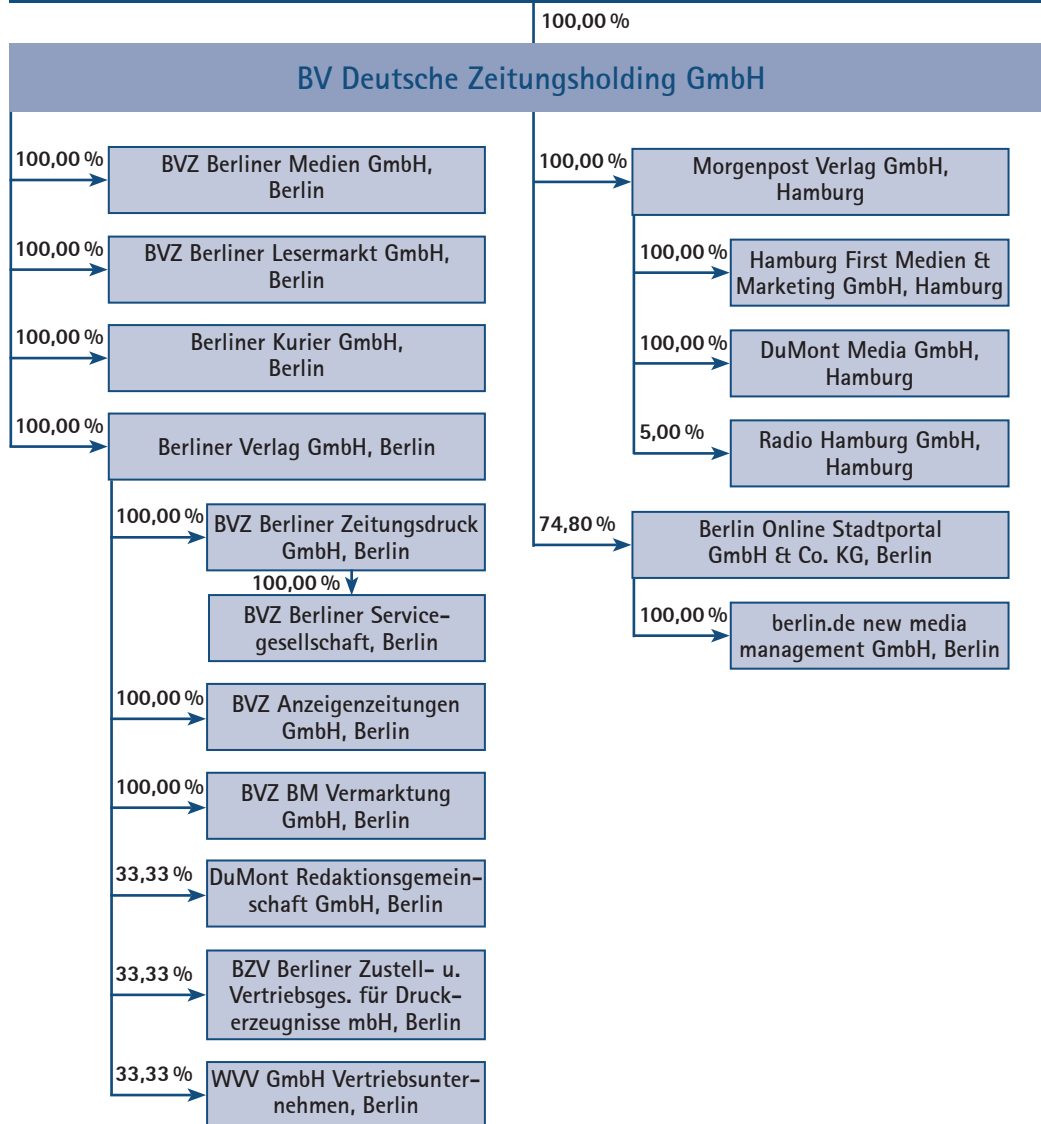 100,00 %
BV Deutsche Zeitungsholding GmbH
100,00 %
BVZ Berliner Medien GmbH,
Berlin
100,00 %
BVZ Berliner Lesermarkt GmbH,
Berlin
100,00 %
Berliner Kurier GmbH,
Berlin
100,00 %
Berliner Verlag GmbH, Berlin
100,00 %
BVZ Berliner Zeitungsdruck
GmbH, Berlin
100,00 %
BVZ Berliner Service-
gesellschaft, Berlin
100,00 %
BVZ Anzeigenzeitungen
GmbH, Berlin
100,00 %
BVZ BM Vermarktung
GmbH, Berlin
33,33 %
DuMont Redaktionsgemein-
schaft GmbH, Berlin
33,33 %
BZV Berliner Zustell- u.
Vertriebsges. für Druck-
erzeugnisse mbH, Berlin
33,33 %
WVV GmbH Vertriebsunter-
nehmen, Berlin
100,00 %
Morgenpost Verlag GmbH,
Hamburg
100,00 %
Hamburg First Medien &
Marketing GmbH, Hamburg
100,00 %
DuMont Media GmbH,
Hamburg
5,00 %
Radio Hamburg GmbH,
Hamburg
74,80 %
Berlin Online Stadtportal
GmbH & Co. KG, Berlin
100,00 %
berlin.de new media
management GmbH, Berlin